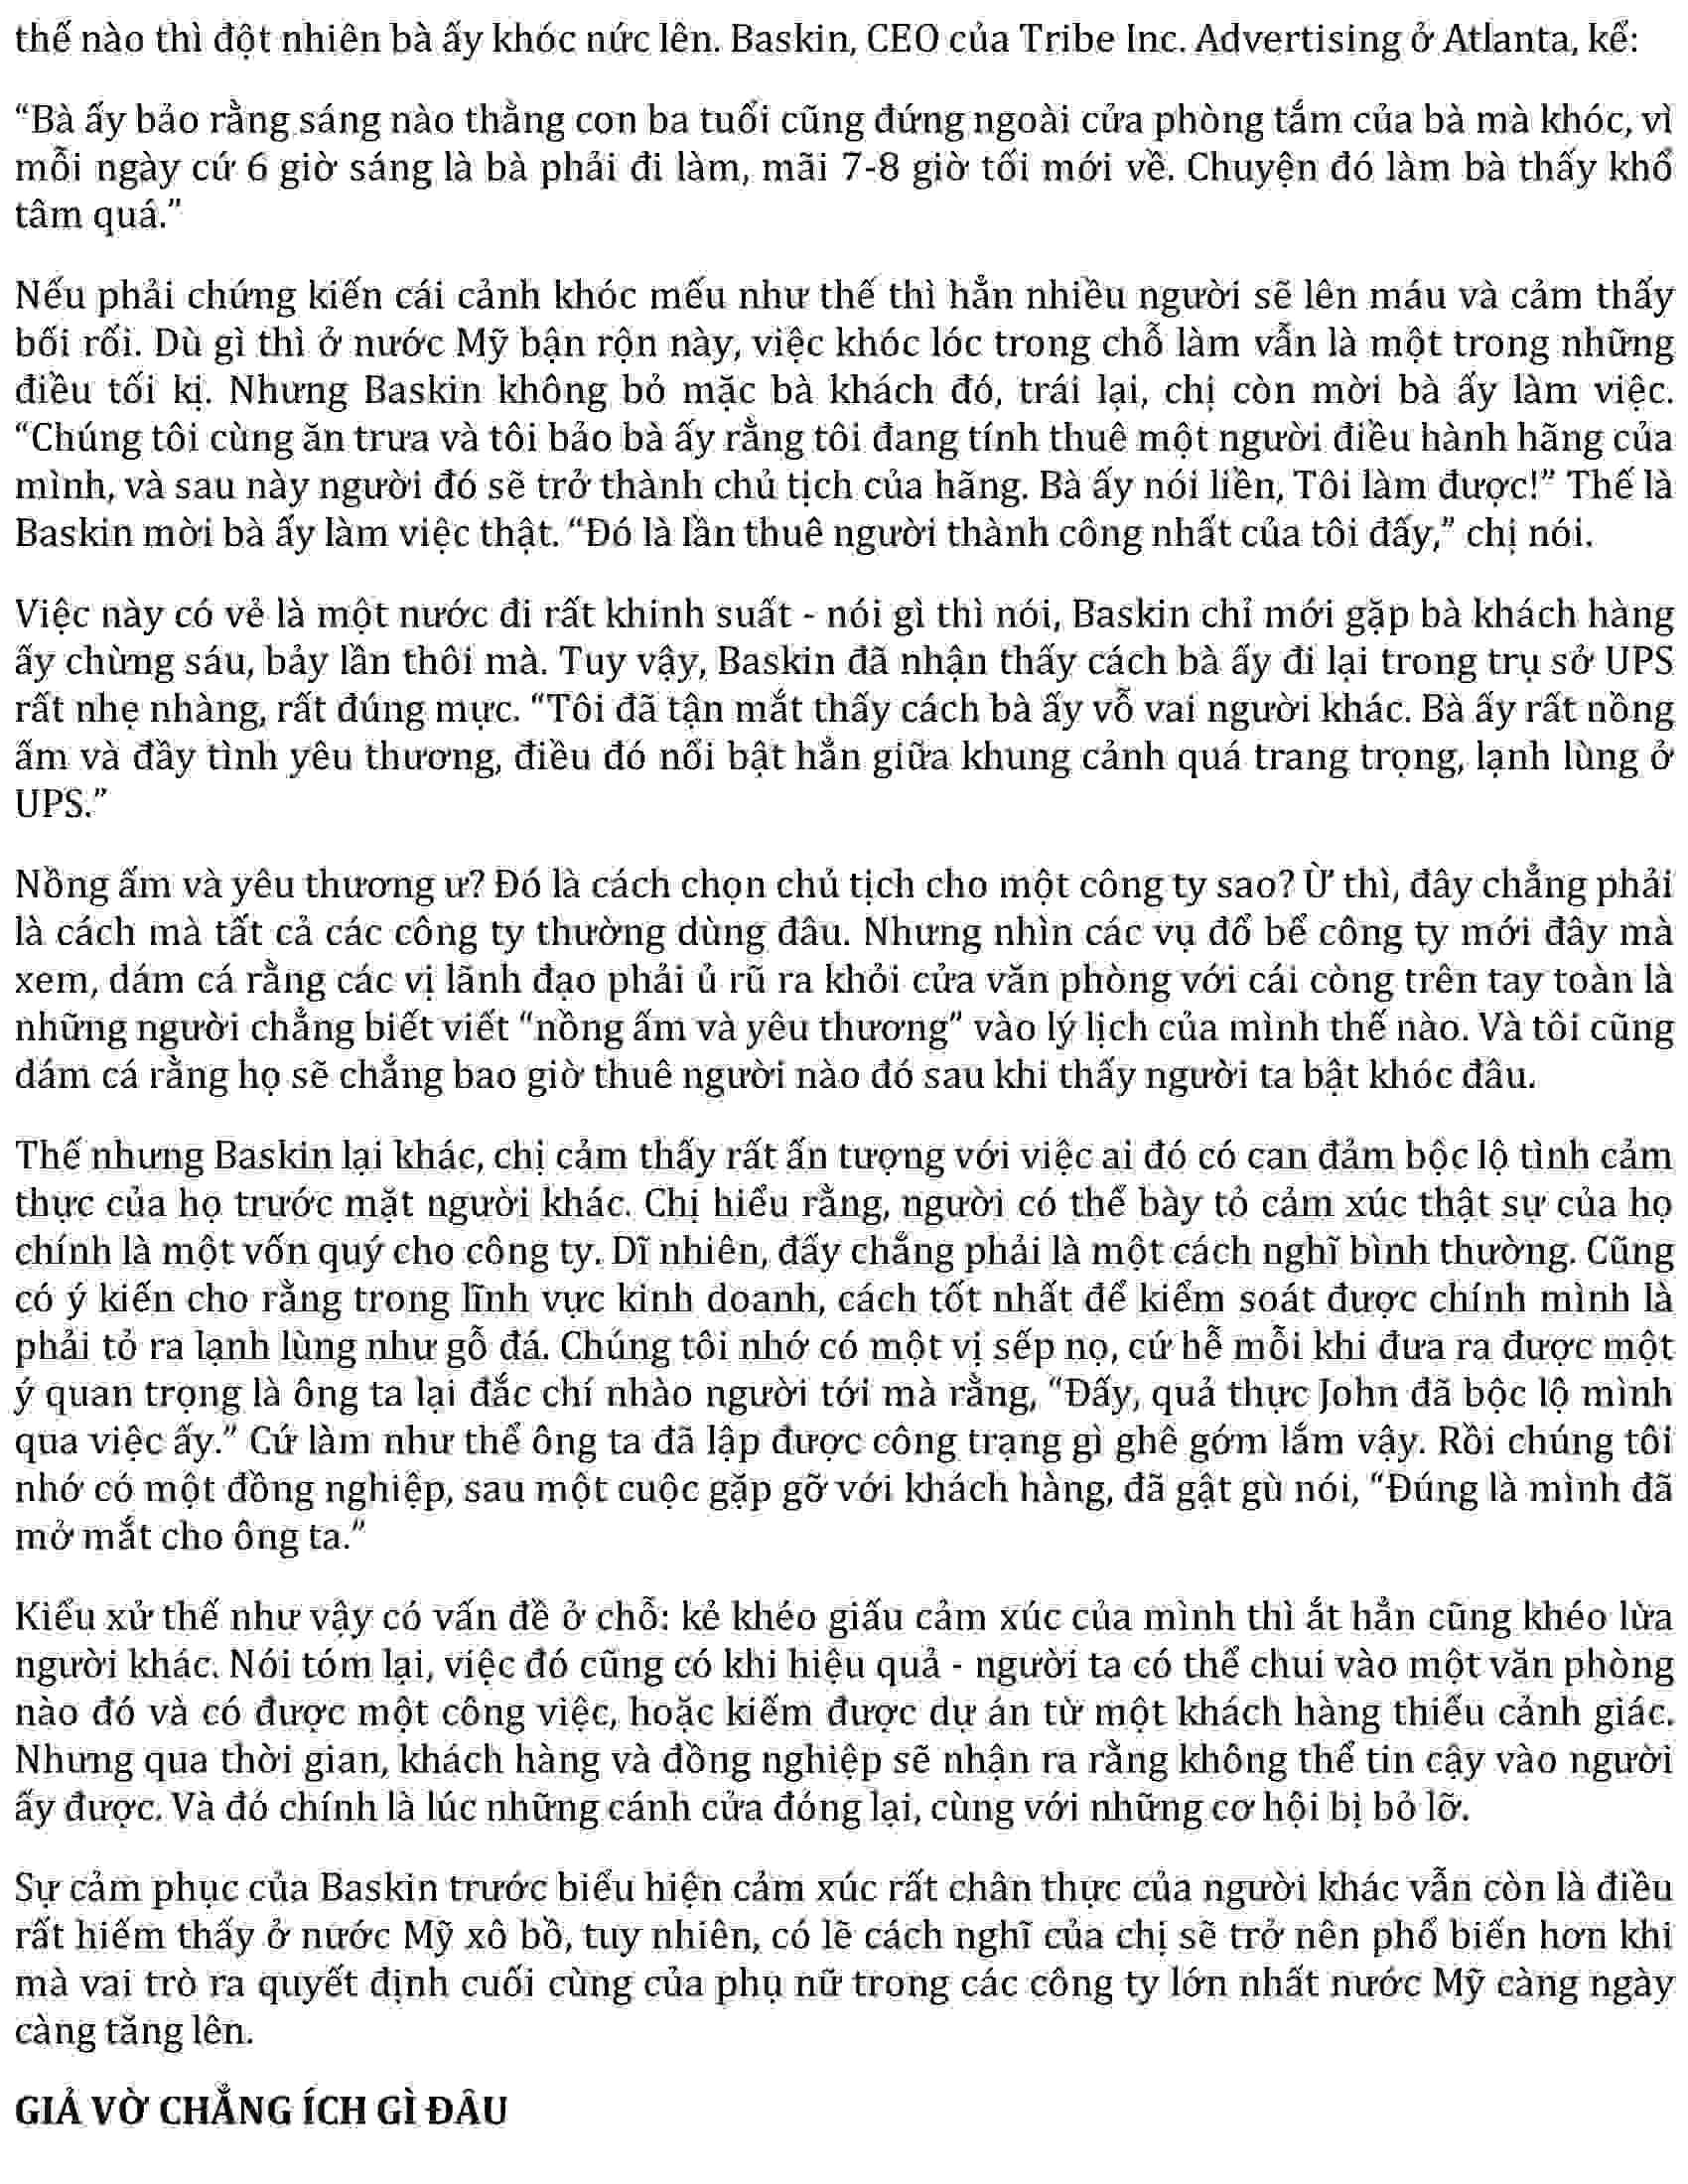 thế nào thì đột nhiên bà ấy khóc nức lên. Baskin, CEO của Tribe Inc. Advertising ở Atlanta, kể:
“Bà ấy bảo rằng sáng nào thằng con ba tuổi cũng đứng ngoài cửa phòng tắm của bà mà khóc, vì
mỗi ngày cứ 6 giờ sáng là bà phải đi làm, mãi 7-8 giờ tối mới về. Chuyện đó làm bà thấy khổ
tâm quá.”
Nếu phải chứng kiến cái cảnh khóc mếu như thế thì hẳn nhiều người sẽ lên máu và cảm thấy
bối rối. Dù gì thì ở nước Mỹ bận rộn này, việc khóc lóc trong chỗ làm vẫn là một trong những
điều tối kị. Nhưng Baskin không bỏ mặc bà khách đó, trái lại, chị còn mời bà ấy làm việc.
“Chúng tôi cùng ăn trưa và tôi bảo bà ấy rằng tôi đang tính thuê một người điều hành hãng của
mình, và sau này người đó sẽ trở thành chủ tịch của hãng. Bà ấy nói liền, Tôi làm được!” Thế là
Baskin mời bà ấy làm việc thật. “Đó là lần thuê người thành công nhất của tôi đấy,” chị nói.
Việc này có vẻ là một nước đi rất khinh suất - nói gì thì nói, Baskin chỉ mới gặp bà khách hàng
ấy chừng sáu, bảy lần thôi mà. Tuy vậy, Baskin đã nhận thấy cách bà ấy đi lại trong trụ sở UPS
rất nhẹ nhàng, rất đúng mực. “Tôi đã tận mắt thấy cách bà ấy vỗ vai người khác. Bà ấy rất nồng
ấm và đầy tình yêu thương, điều đó nổi bật hẳn giữa khung cảnh quá trang trọng, lạnh lùng ở
UPS.”
Nồng ấm và yêu thương ư? Đó là cách chọn chủ tịch cho một công ty sao? Ừ thì, đây chẳng phải
là cách mà tất cả các công ty thường dùng đâu. Nhưng nhìn các vụ đổ bể công ty mới đây mà
xem, dám cá rằng các vị lãnh đạo phải ủ rũ ra khỏi cửa văn phòng với cái còng trên tay toàn là
những người chẳng biết viết “nồng ấm và yêu thương” vào lý lịch của mình thế nào. Và tôi cũng
dám cá rằng họ sẽ chẳng bao giờ thuê người nào đó sau khi thấy người ta bật khóc đâu.
Thế nhưng Baskin lại khác, chị cảm thấy rất ấn tượng với việc ai đó có can đảm bộc lộ tình cảm
thực của họ trước mặt người khác. Chị hiểu rằng, người có thể bày tỏ cảm xúc thật sự của họ
chính là một vốn quý cho công ty. Dĩ nhiên, đấy chẳng phải là một cách nghĩ bình thường. Cũng
có ý kiến cho rằng trong lĩnh vực kinh doanh, cách tốt nhất để kiểm soát được chính mình là
phải tỏ ra lạnh lùng như gỗ đá. Chúng tôi nhớ có một vị sếp nọ, cứ hễ mỗi khi đưa ra được một
ý quan trọng là ông ta lại đắc chí nhào người tới mà rằng, “Đấy, quả thực John đã bộc lộ mình
qua việc ấy.” Cứ làm như thể ông ta đã lập được công trạng gì ghê gớm lắm vậy. Rồi chúng tôi
nhớ có một đồng nghiệp, sau một cuộc gặp gỡ với khách hàng, đã gật gù nói, “Đúng là mình đã
mở mắt cho ông ta.”
Kiểu xử thế như vậy có vấn đề ở chỗ: kẻ khéo giấu cảm xúc của mình thì ắt hẳn cũng khéo lừa
người khác. Nói tóm lại, việc đó cũng có khi hiệu quả - người ta có thể chui vào một văn phòng
nào đó và có được một công việc, hoặc kiếm được dự án từ một khách hàng thiếu cảnh giác.
Nhưng qua thời gian, khách hàng và đồng nghiệp sẽ nhận ra rằng không thể tin cậy vào người
ấy được. Và đó chính là lúc những cánh cửa đóng lại, cùng với những cơ hội bị bỏ lỡ.
Sự cảm phục của Baskin trước biểu hiện cảm xúc rất chân thực của người khác vẫn còn là điều
rất hiếm thấy ở nước Mỹ xô bồ, tuy nhiên, có lẽ cách nghĩ của chị sẽ trở nên phổ biến hơn khi
mà vai trò ra quyết định cuối cùng của phụ nữ trong các công ty lớn nhất nước Mỹ càng ngày
càng tăng lên.
GIẢ VỜ CHẲNG ÍCH GÌ ĐÂU